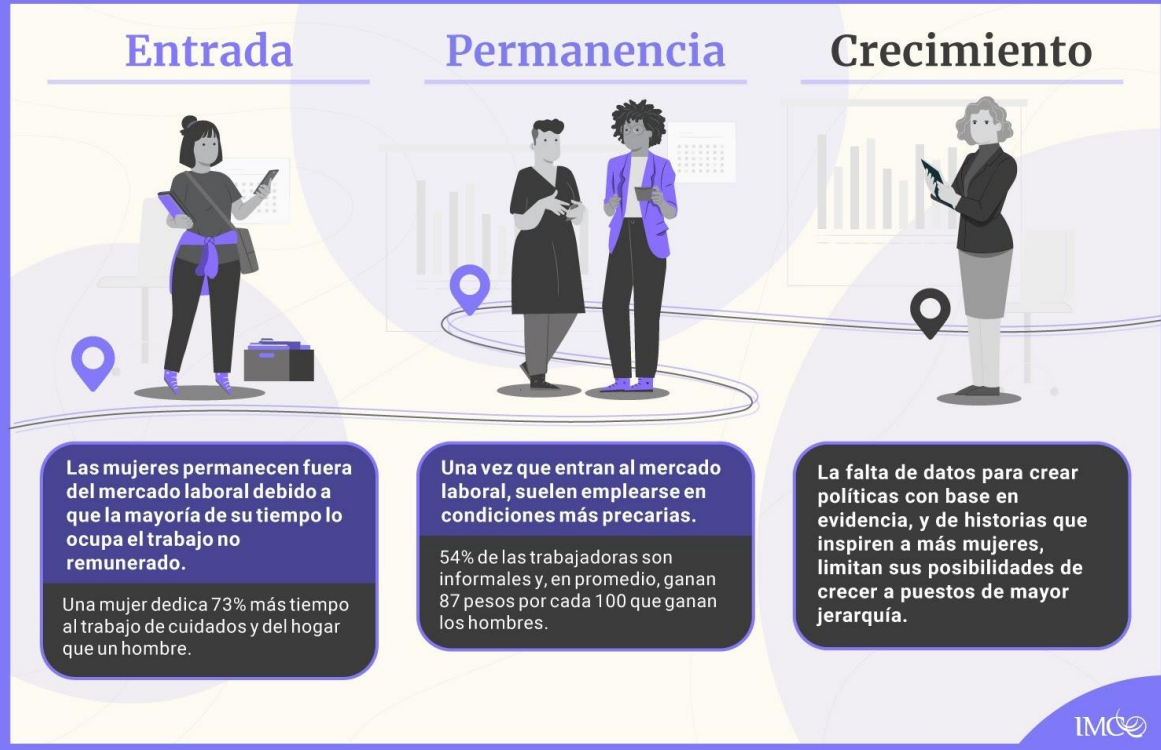 Entrada
Las mujeres permanecen fuera
del mercado laboral debido a
que la mayoría de su tiempo lo
ocupa el trabajo no
remunerado.
Una mujer dedica 73% más tiempo
al trabajo de cuidados y del hogar
que un hombre.
Permanencia
Una vez que entran al mercado
laboral, suelen emplearse en
condiciones más precarias.
54% de las trabajadoras son
informales y, en promedio, ganan
87 pesos por cada 100 que ganan
los hombres.
Crecimiento
La falta de datos para crear
políticas con base en
evidencia, y de historias que
inspiren a más mujeres,
limitan sus posibilidades de
crecer a puestos de mayor
jerarquía.
IMCO